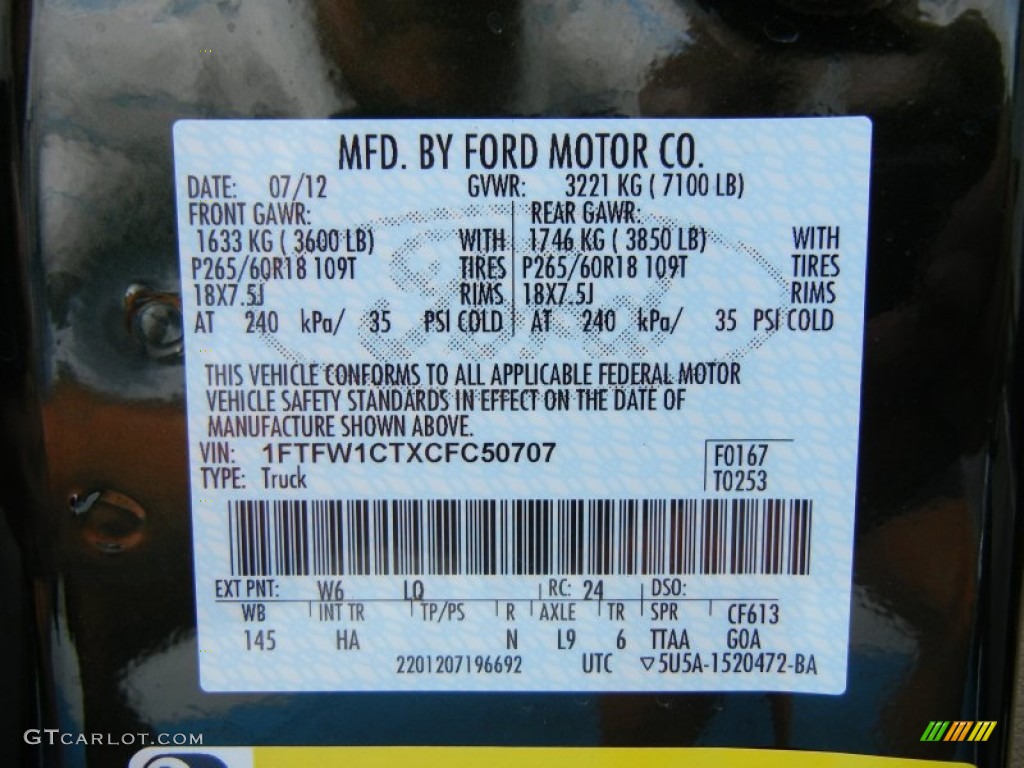 MFD. BY FORD MOTOR CO.
DATE: 07/12 GVWR: 3221 KG ( 7100 LB)
FRONT GAWR: REAR GAWR:
1633 KG ( 3600 LB) WITH 1746 KG ( 3850 LB) WITH
P265/60R18 109T TIRES P265/60R18 109T TIRES
18X7.5J RIMS 18X7.5J RIMS
AT 240 kPa/ 35 PSI COLD AT 240 kPa/ 35 PSI COLD
Ford
THIS VEHICLE CONFORMS TO ALL APPLICABLE FEDERAL MOTOR
VEHICLE SAFETY STANDARDS IN EFFECT ON THE DATE OF
MANUFACTURE SHOWN ABOVE.
VIN: 1FTFW1CTXCFC50707 F0167
TYPE: Truck T0253
EXT PNT: W6 LQ RC: 24 DSO:
WB INT TR TP/PS R AXLE TR SPR CF613
145 HA N L9 6 TTAA GOA
2201207196692 UTC ▽5U5A-1520472-BA
GTCARLOT.COM